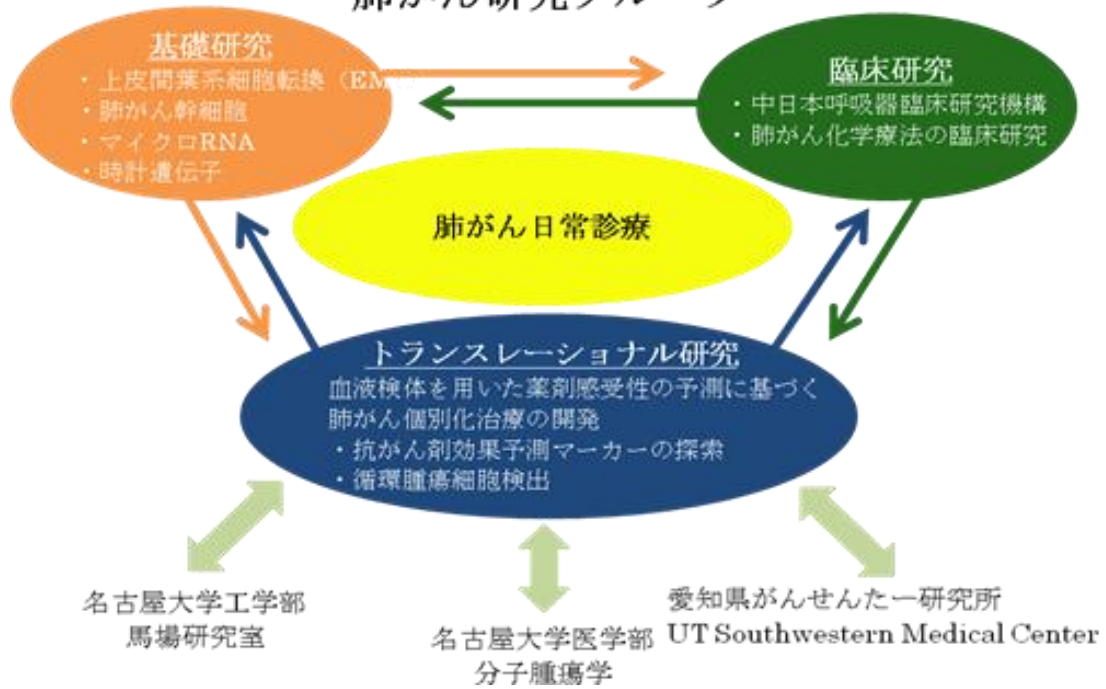 肺がん研究グループ
基礎研究
・上皮間葉系細胞転換（EM
・肺がん幹細胞
・マイクロRNA
・時計遺伝子
臨床研究
・中日本呼吸器臨床研究機構
・肺がん化学療法の臨床研究
肺がん日常診療
トランスレーショナル研究
血液検体を用いた薬剤感受性の予測に基づく
肺がん個別化治療の開発
・抗がん剤効果予測マーカーの探索
・循環腫瘍細胞検出
名古屋大学工学部
馬場研究室
名古屋大学医学部
分子腫瘍学
愛知県がんせんたー研究所
UT Southwestern Medical Center